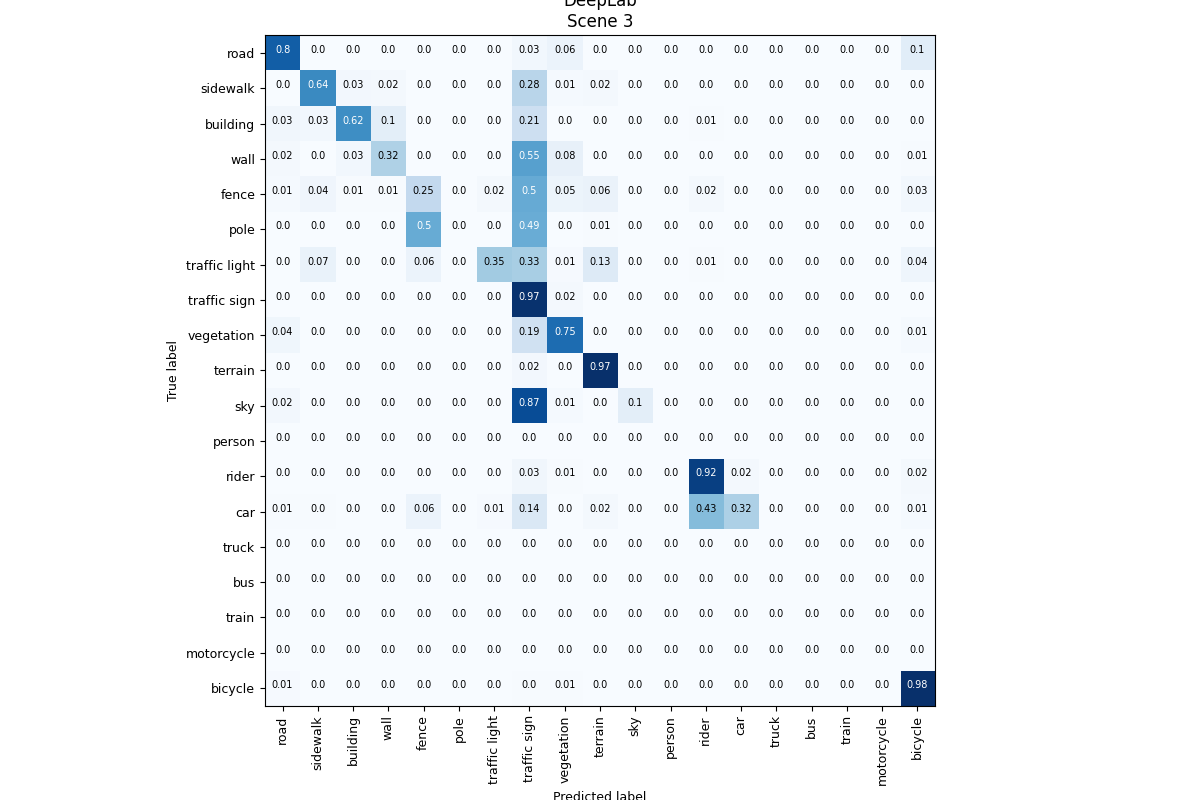 DeepLab
Scene 3
road 0.8 0.0 0.0 0.0 0.0 0.0 0.0 0.03 0.06 0.0 0.0 0.0 0.0 0.0 0.0 0.0 0.0 0.0 0.1
sidewalk 0.0 0.64 0.03 0.02 0.0 0.0 0.0 0.28 0.01 0.02 0.0 0.0 0.0 0.0 0.0 0.0 0.0 0.0 0.0
building 0.03 0.03 0.62 0.1 0.0 0.0 0.0 0.21 0.0 0.0 0.0 0.0 0.01 0.0 0.0 0.0 0.0 0.0 0.0
wall 0.02 0.0 0.03 0.32 0.0 0.0 0.0 0.55 0.08 0.0 0.0 0.0 0.0 0.0 0.0 0.0 0.0 0.0 0.01
fence 0.01 0.04 0.01 0.01 0.25 0.0 0.02 0.5 0.05 0.06 0.0 0.0 0.02 0.0 0.0 0.0 0.0 0.0 0.03
pole 0.0 0.0 0.0 0.0 0.5 0.0 0.0 0.49 0.0 0.01 0.0 0.0 0.0 0.0 0.0 0.0 0.0 0.0 0.0
traffic light 0.0 0.07 0.0 0.0 0.06 0.0 0.35 0.33 0.01 0.13 0.0 0.0 0.01 0.0 0.0 0.0 0.0 0.0 0.04
traffic sign 0.0 0.0 0.0 0.0 0.0 0.0 0.0 0.97 0.02 0.0 0.0 0.0 0.0 0.0 0.0 0.0 0.0 0.0 0.0
vegetation 0.04 0.0 0.0 0.0 0.0 0.0 0.0 0.19 0.75 0.0 0.0 0.0 0.0 0.0 0.0 0.0 0.0 0.0 0.01
terrain 0.0 0.0 0.0 0.0 0.0 0.0 0.0 0.02 0.0 0.97 0.0 0.0 0.0 0.0 0.0 0.0 0.0 0.0 0.0
sky 0.02 0.0 0.0 0.0 0.0 0.0 0.0 0.87 0.01 0.0 0.1 0.0 0.0 0.0 0.0 0.0 0.0 0.0 0.0
person 0.0 0.0 0.0 0.0 0.0 0.0 0.0 0.0 0.0 0.0 0.0 0.0 0.0 0.0 0.0 0.0 0.0 0.0 0.0
rider 0.0 0.0 0.0 0.0 0.0 0.0 0.0 0.03 0.01 0.0 0.0 0.0 0.92 0.02 0.0 0.0 0.0 0.0 0.02
car 0.01 0.0 0.0 0.0 0.06 0.0 0.01 0.14 0.0 0.02 0.0 0.0 0.43 0.32 0.0 0.0 0.0 0.0 0.01
truck 0.0 0.0 0.0 0.0 0.0 0.0 0.0 0.0 0.0 0.0 0.0 0.0 0.0 0.0 0.0 0.0 0.0 0.0 0.0
bus 0.0 0.0 0.0 0.0 0.0 0.0 0.0 0.0 0.0 0.0 0.0 0.0 0.0 0.0 0.0 0.0 0.0 0.0 0.0
train 0.0 0.0 0.0 0.0 0.0 0.0 0.0 0.0 0.0 0.0 0.0 0.0 0.0 0.0 0.0 0.0 0.0 0.0 0.0
motorcycle 0.0 0.0 0.0 0.0 0.0 0.0 0.0 0.0 0.0 0.0 0.0 0.0 0.0 0.0 0.0 0.0 0.0 0.0 0.0
bicycle 0.01 0.0 0.0 0.0 0.0 0.0 0.0 0.0 0.01 0.0 0.0 0.0 0.0 0.0 0.0 0.0 0.0 0.0 0.98
True label
road sidewalk building wall fence pole traffic light traffic sign vegetation terrain sky person rider car truck bus train motorcycle bicycle
Predicted label